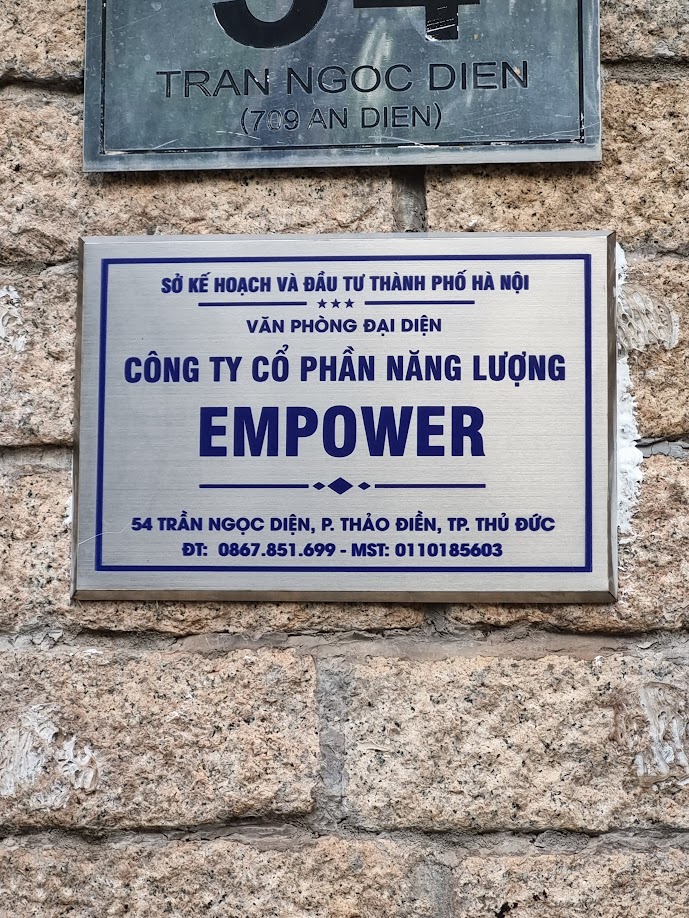 54
TRAN NGOC DIEN
(709 AN DIEN)
SỞ KẾ HOẠCH VÀ ĐẦU TƯ THÀNH PHỐ HÀ NỘI
VĂN PHÒNG ĐẠI DIỆN
CÔNG TY CỔ PHẦN NĂNG LƯỢNG
EMPOWER
54 TRẦN NGỌC DIỆN, P. THẢO ĐIỀN, TP. THỦ ĐỨC
ĐT: 0867.851.699 - MST: 0110185603